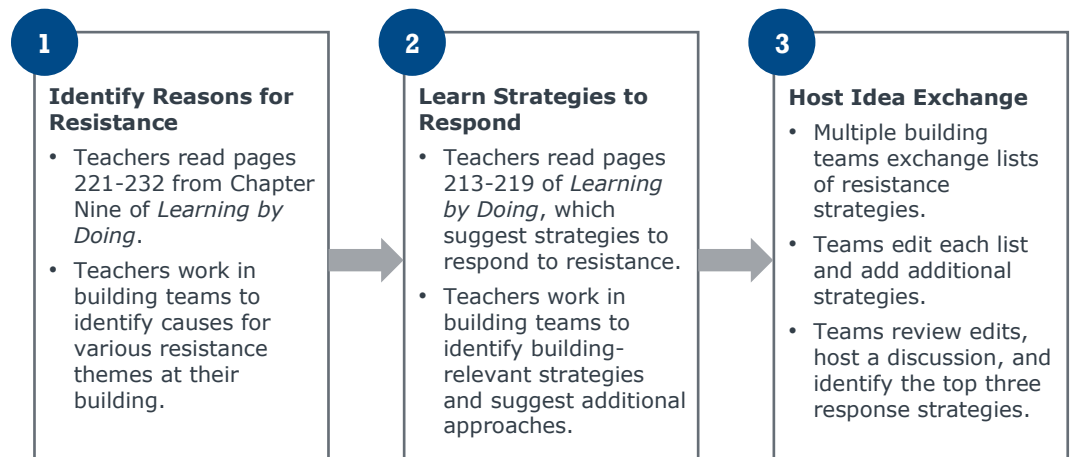 1
Identify Reasons for
Resistance
• Teachers read pages
221-232 from Chapter
Nine of Learning by
Doing.
• Teachers work in
building teams to
identify causes for
various resistance
themes at their
building.
2
Learn Strategies to
Respond
• Teachers read pages
213-219 of Learning
by Doing, which
suggest strategies to
respond to resistance.
• Teachers work in
building teams to
identify building-
relevant strategies
and suggest additional
approaches.
3
Host Idea Exchange
• Multiple building
teams exchange lists
of resistance
strategies.
• Teams edit each list
and add additional
strategies.
• Teams review edits,
host a discussion, and
identify the top three
response strategies.